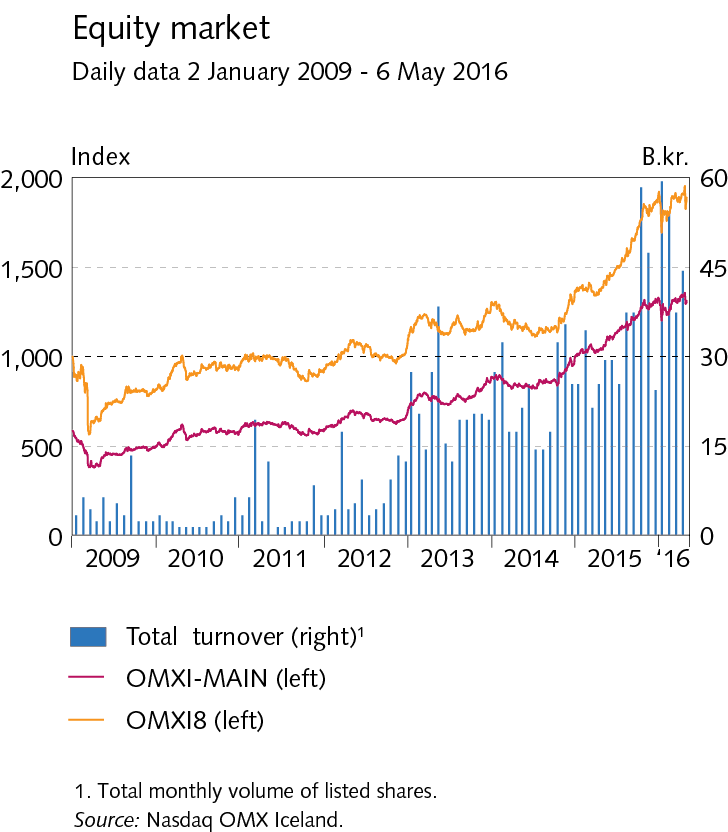 Equity market
Daily data 2 January 2009 - 6 May 2016
Index B.kr.
2,000 60
1,500 45
1,000 30
500 15
0 0
2009 2010 2011 2012 2013 2014 2015 ‘16
Total turnover (right)¹
OMXI-MAIN (left)
OMXI8 (left)
1. Total monthly volume of listed shares.
Source: Nasdaq OMX Iceland.